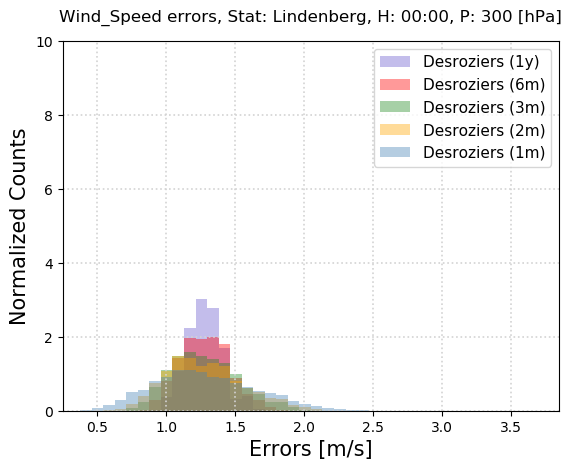 Wind_Speed errors, Stat: Lindenberg, H: 00:00, P: 300 [hPa]
10
8
6
4
2
0
Normalized Counts
Desroziers (1y)
Desroziers (6m)
Desroziers (3m)
Desroziers (2m)
Desroziers (1m)
0.5 1.0 1.5 2.0 2.5 3.0 3.5
Errors [m/s]